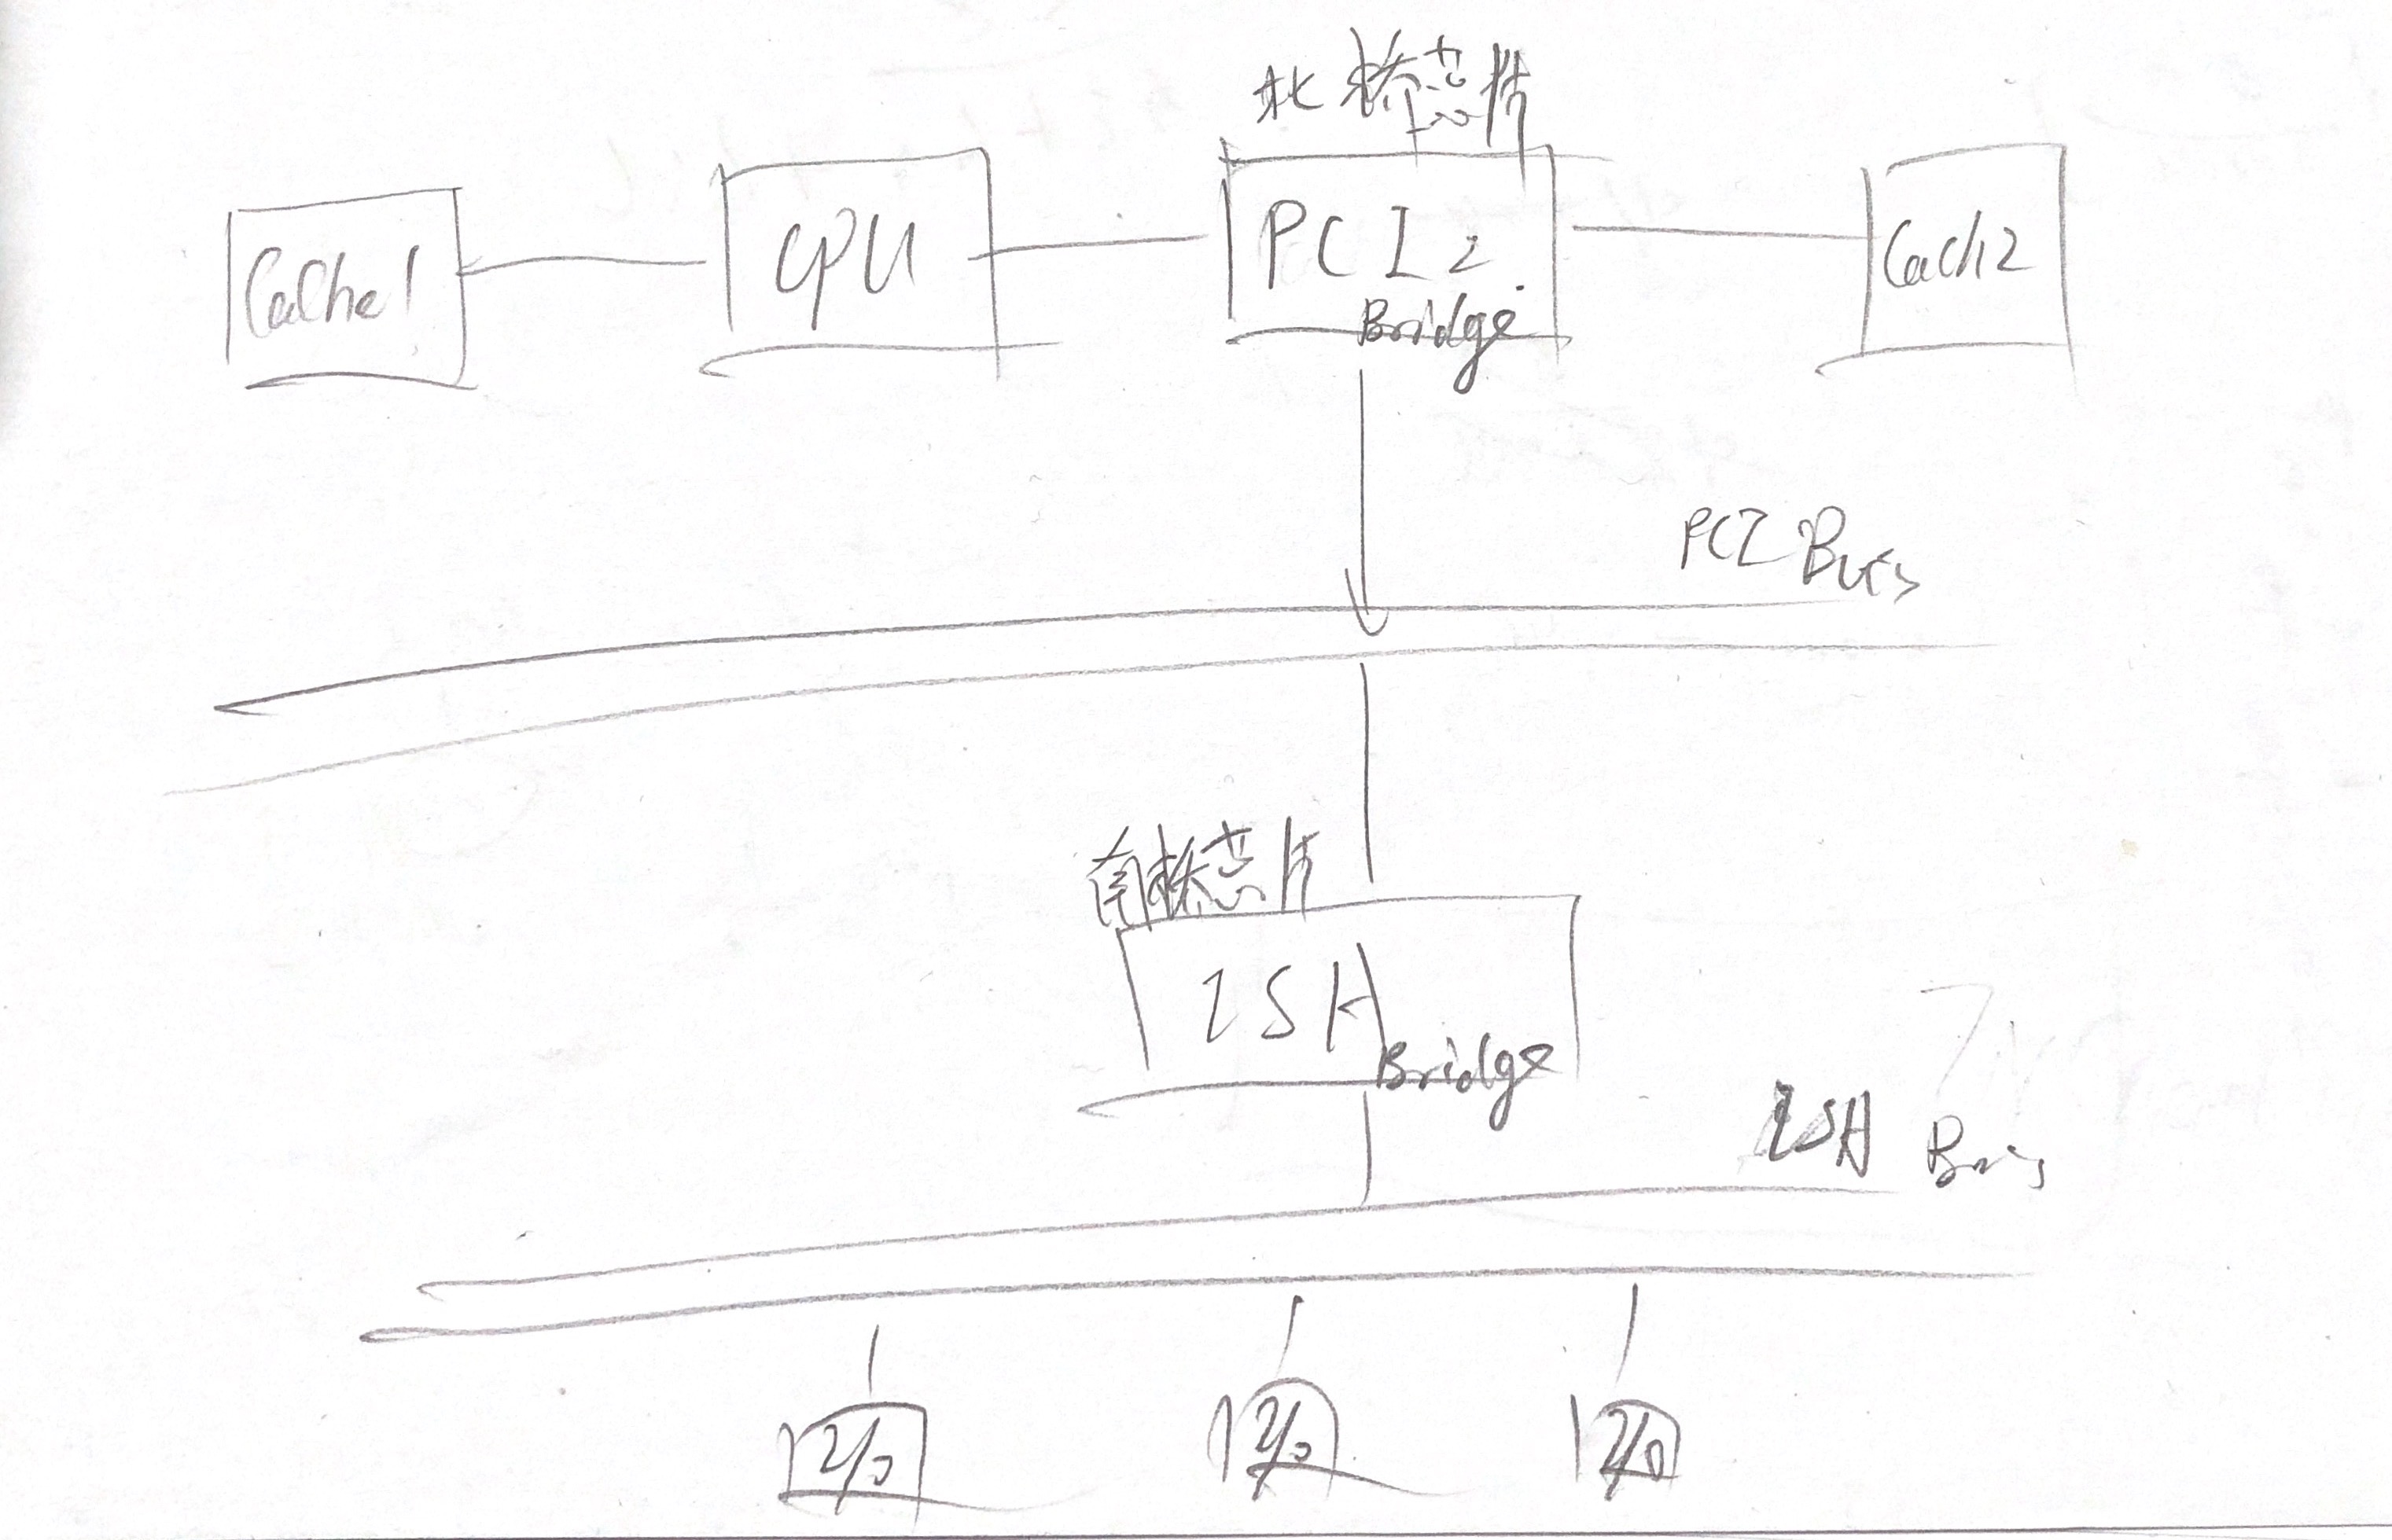 北桥芯片
Cache1
CPU
PCI 2
Bridge
Cach2
PCI Bus
南桥芯片
ISA
Bridge
ISA Bus
I/O
I/O
I/O